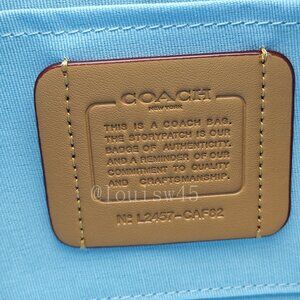 COACH
NEW YORK
THIS IS A COACH BAG.
THE STORYPATCH IS OUR
BADGE OF AUTHENTICITY.
AND A REMINDER OF OUR
COMMITMENT TO QUALITY
AND CRAFTSMANSHIP.
@louisw45
Nº L2457-CAF82